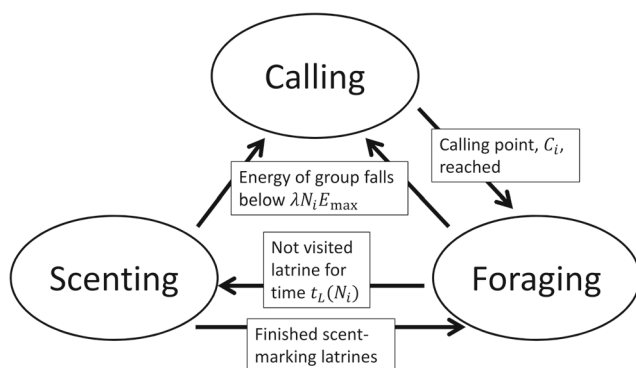 Calling
Calling point, $C_i$,
reached
Energy of group falls
below $\lambda N_i E_{\max}$
Not visited
latrine for
time $t_L(N_i)$
Scenting
Foraging
Finished scent-
marking latrines